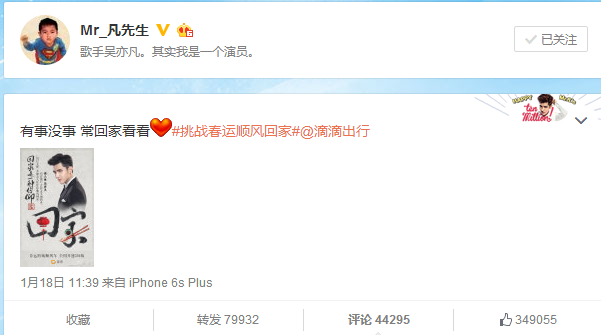 Mr_凡先生
已关注
歌手吴亦凡。其实我是一个演员。
HAPPY
ten
Million
有事没事 常回家看看
#挑战春运顺风回家#@滴滴出行
回家
1月18日 11:39 来自 iPhone 6s Plus
收藏
转发 79932
评论 44295
349055